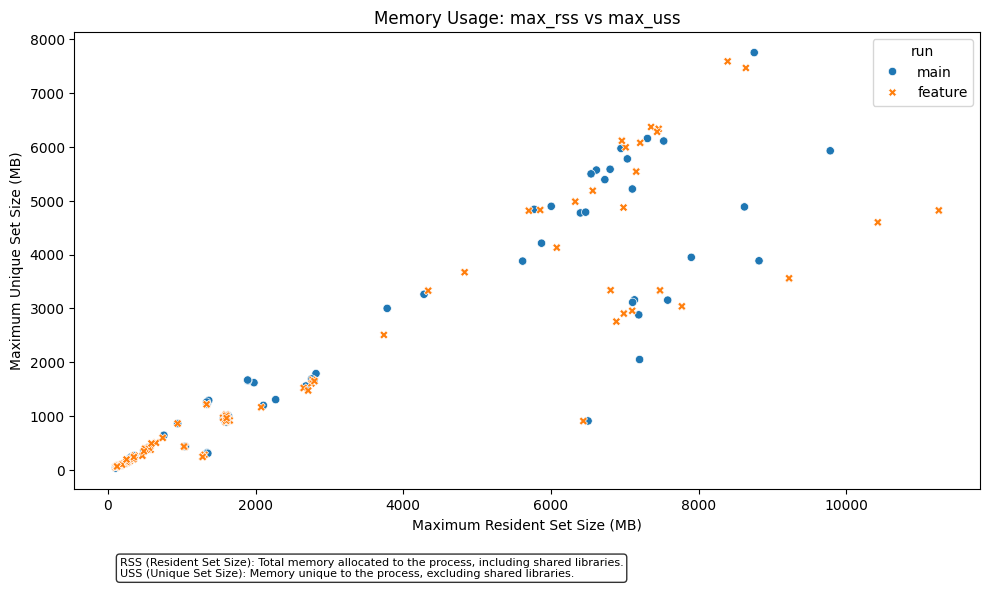 Memory Usage: max_rss vs max_uss
8000
7000
6000
5000
4000
3000
2000
1000
0
Maximum Unique Set Size (MB)
run
main
feature
0
2000
4000
6000
8000
10000
Maximum Resident Set Size (MB)
RSS (Resident Set Size): Total memory allocated to the process, including shared libraries.
USS (Unique Set Size): Memory unique to the process, excluding shared libraries.